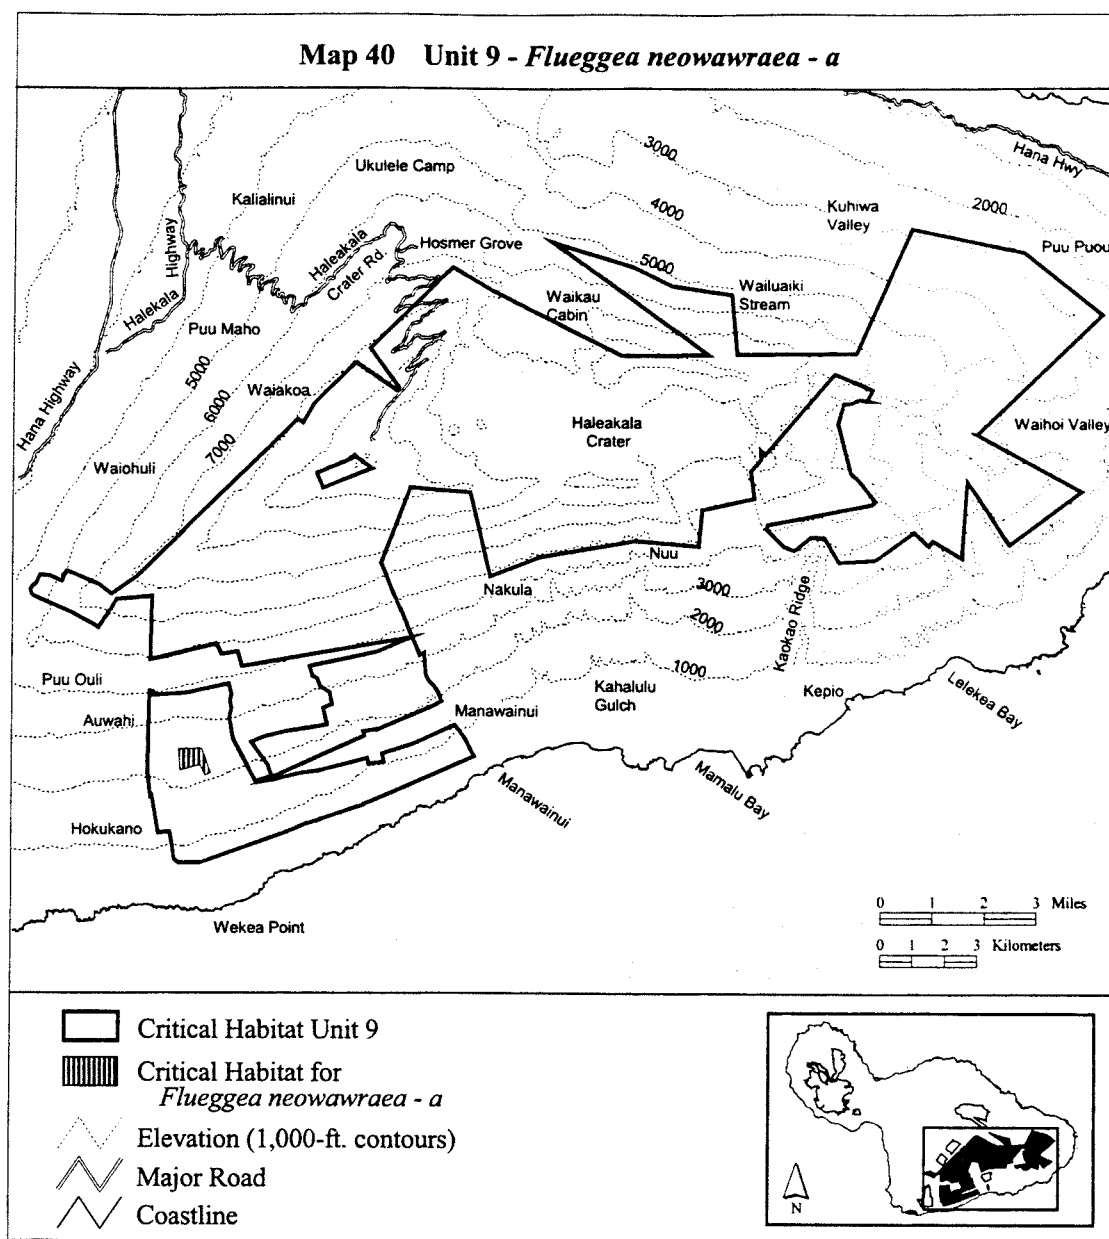 Map 40 Unit 9 - Flueggea neowawraea - a
Hana Hwy
3000
Ukulele Camp
Kalialinui
4000
Kuhiwa
Valley
2000
Highway
Haleakala
Crater Rd.
Hosmer Grove
Puu Puou
5000
Wailuaiki
Stream
Waikau
Cabin
Halekala
Puu Maho
5000
6000
7000
Waiakoa
Hana Highway
Haleakala
Crater
Waihoi Valley
Waiohuli
Nuu
Nakula
3000
2000
1000
Kaokao Ridge
Puu Ouli
Kahalulu
Gulch
Kepio
Lelekea Bay
Auwahi
Manawainui
Mamalu Bay
Manawainui
Hokukano
Wekea Point
0 1 2 3 Miles
0 1 2 3 Kilometers
Critical Habitat Unit 9
Critical Habitat for
Flueggea neowawraea - a
Elevation (1,000-ft. contours)
Major Road
Coastline
N